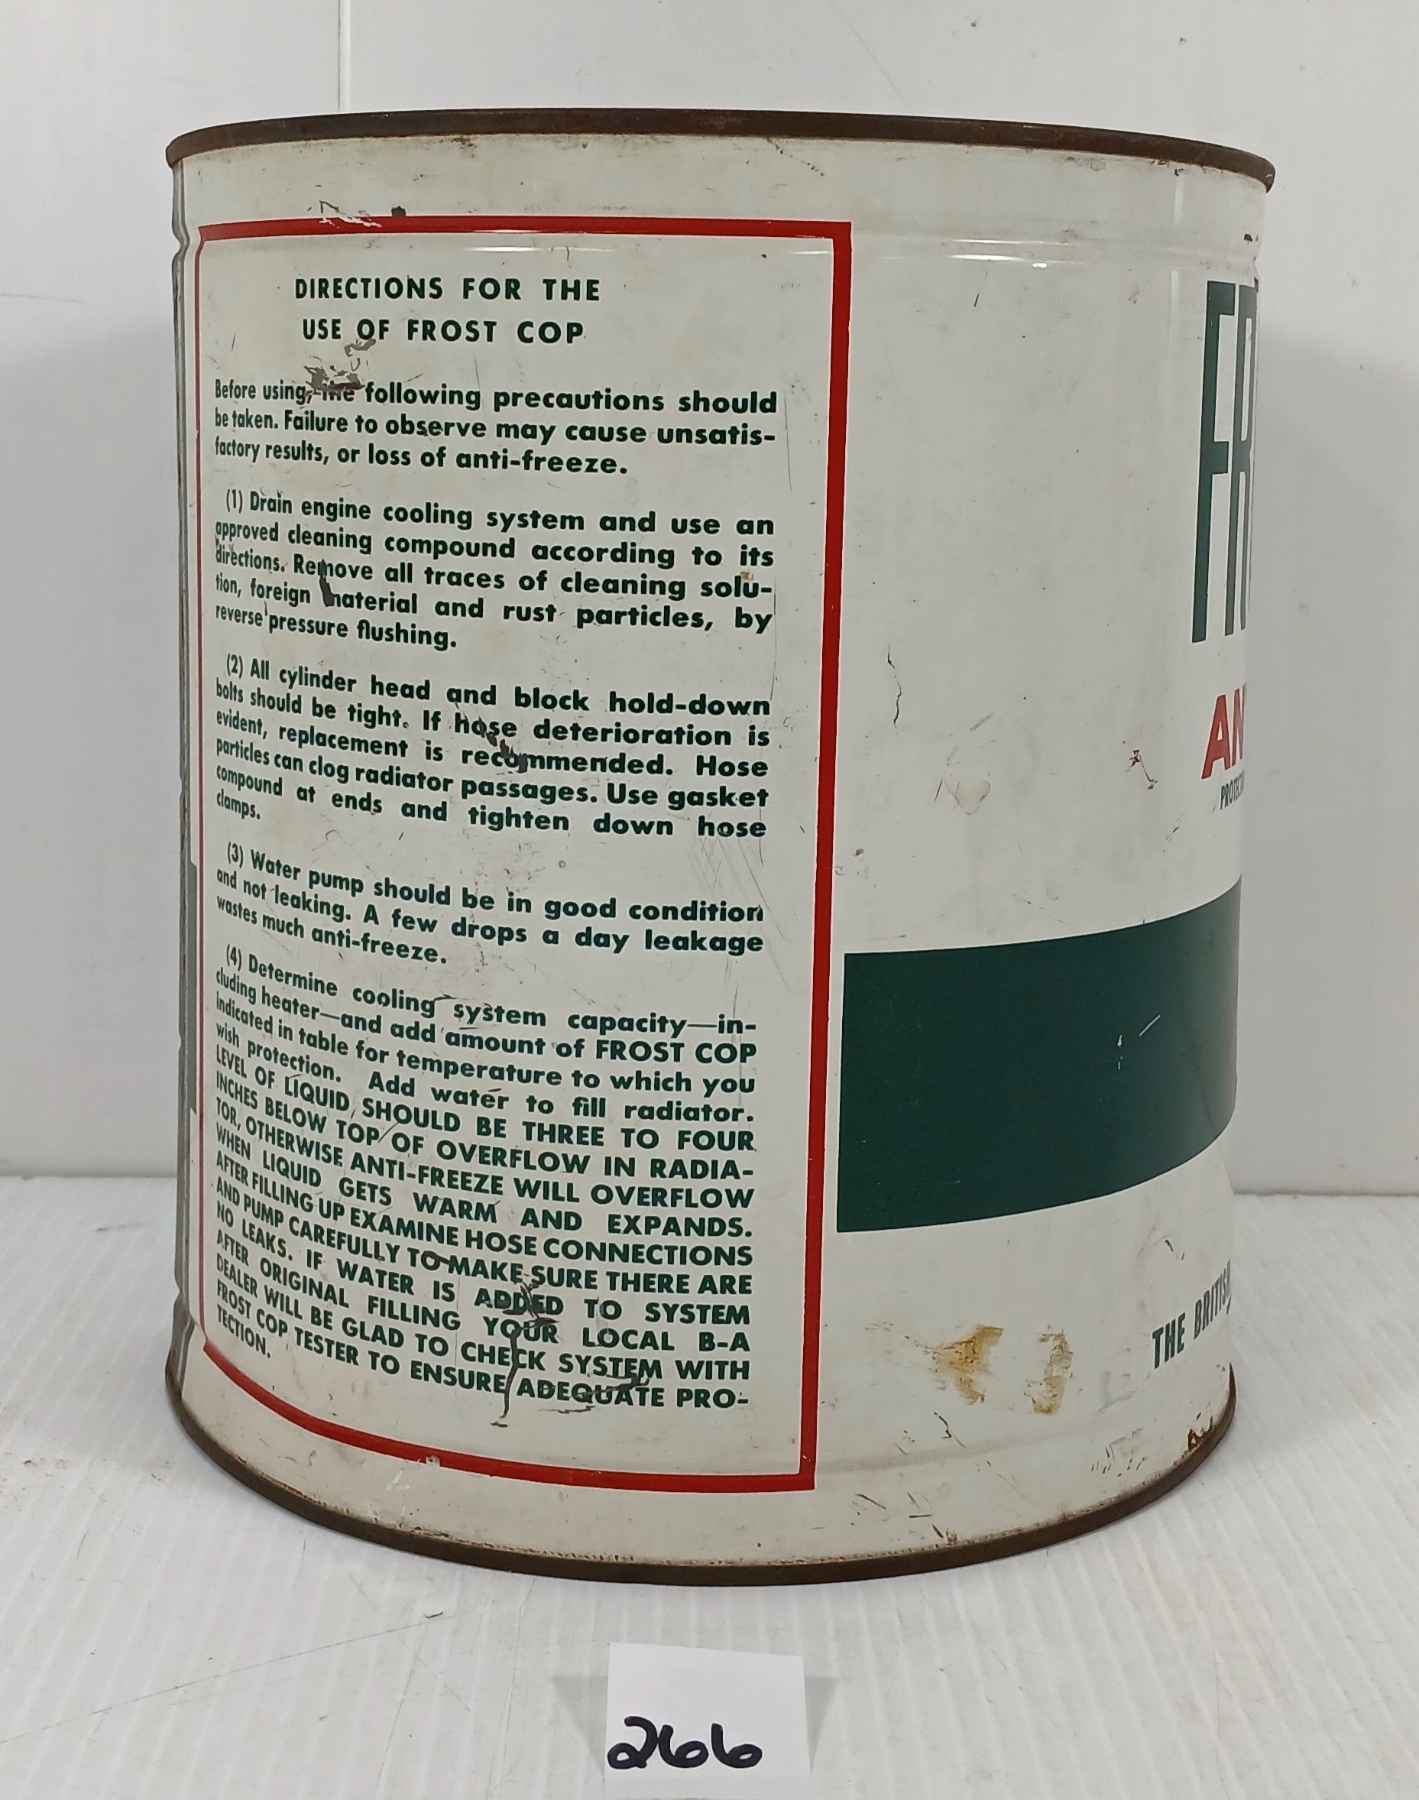 DIRECTIONS FOR THE
USE OF FROST COP
Before using, the following precautions should
be taken. Failure to observe may cause unsatis-
factory results, or loss of anti-freeze.
(1) Drain engine cooling system and use an
approved cleaning compound according to its
directions. Remove all traces of cleaning solu-
tion, foreign material and rust particles, by
reverse pressure flushing.
(2) All cylinder head and block hold-down
bolts should be tight. If hose deterioration is
evident, replacement is recommended. Hose
particles can clog radiator passages. Use gasket
compound at ends and tighten down hose
clamps.
(3) Water pump should be in good condition
and not leaking. A few drops a day leakage
wastes much anti-freeze.
(4) Determine cooling system capacity—in-
cluding heater—and add amount of FROST COP
indicated in table for temperature to which you
wish protection. Add water to fill radiator.
LEVEL OF LIQUID SHOULD BE THREE TO FOUR
INCHES BELOW TOP OF OVERFLOW IN RADIA-
TOR, OTHERWISE ANTI-FREEZE WILL OVERFLOW
WHEN LIQUID GETS WARM AND EXPANDS.
AFTER FILLING UP EXAMINE HOSE CONNECTIONS
AND PUMP CAREFULLY TO MAKE SURE THERE ARE
NO LEAKS. IF WATER IS ADDED TO SYSTEM
AFTER ORIGINAL FILLING YOUR LOCAL B-A
DEALER WILL BE GLAD TO CHECK SYSTEM WITH
FROST COP TESTER TO ENSURE ADEQUATE PRO-
TECTION.
FR
AN
THE BRITISH
266